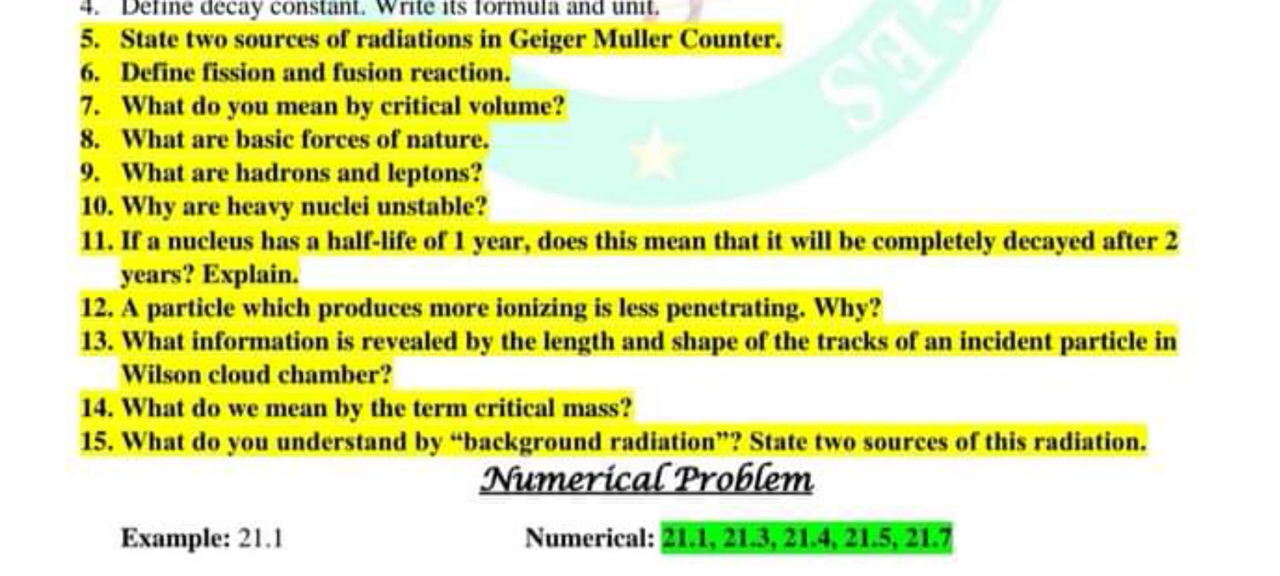 4. Define decay constant. Write its formula and unit.
5. State two sources of radiations in Geiger Muller Counter.
6. Define fission and fusion reaction.
7. What do you mean by critical volume?
8. What are basic forces of nature.
9. What are hadrons and leptons?
10. Why are heavy nuclei unstable?
11. If a nucleus has a half-life of 1 year, does this mean that it will be completely decayed after 2
years? Explain.
12. A particle which produces more ionizing is less penetrating. Why?
13. What information is revealed by the length and shape of the tracks of an incident particle in
Wilson cloud chamber?
14. What do we mean by the term critical mass?
15. What do you understand by “background radiation”? State two sources of this radiation.
Numerical Problem
Example: 21.1 Numerical: 21.1, 21.3, 21.4, 21.5, 21.7